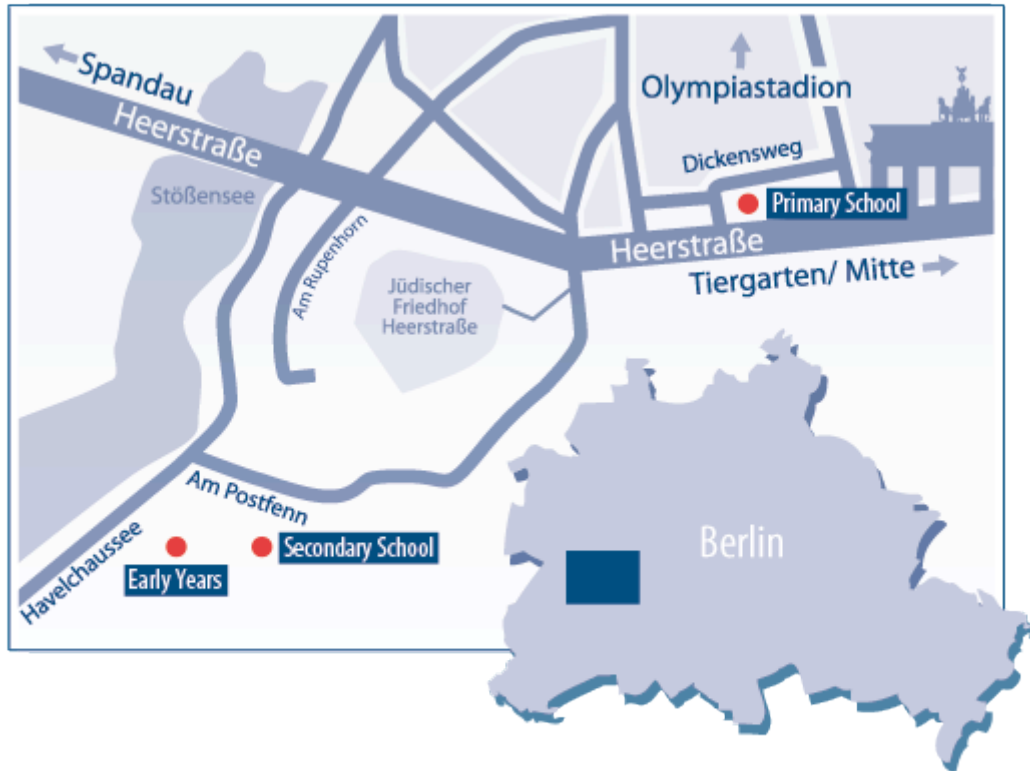 Spandau
Heerstraße
Olympiastadion
Dickensweg
Stößensee
Primary School
Am Rupenhorn
Heerstraße
Tiergarten/ Mitte
Jüdischer
Friedhof
Heerstraße
Am Postfenn
Havelchaussee
Secondary School
Early Years
Berlin